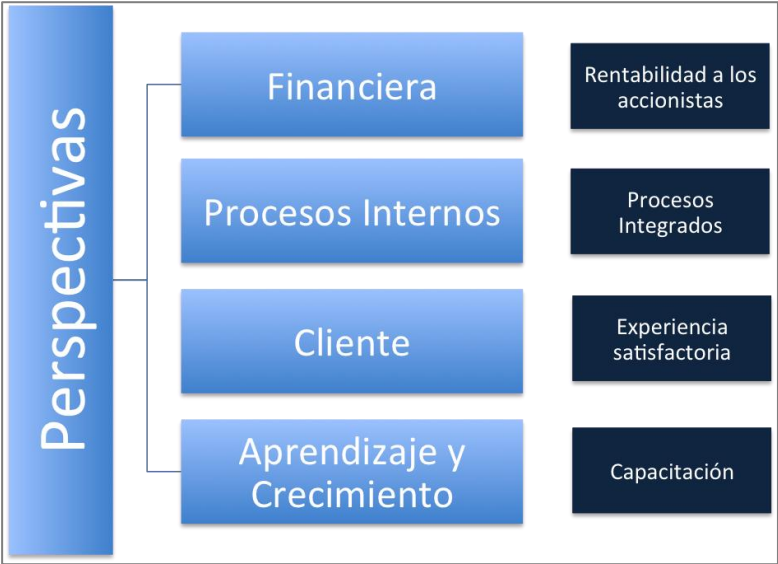 Perspectivas
Financiera
Rentabilidad a los
accionistas
Procesos Internos
Procesos
Integrados
Cliente
Experiencia
satisfactoria
Aprendizaje y
Crecimiento
Capacitación